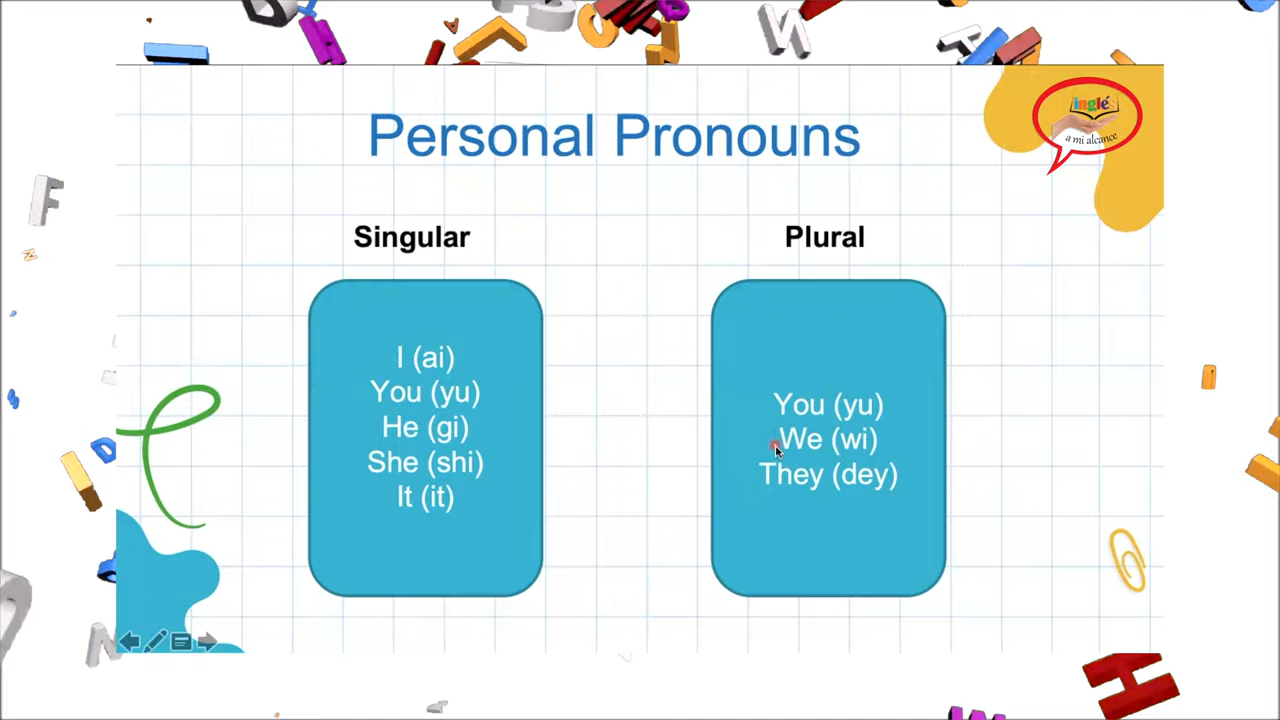 Personal Pronouns
inglés
a mi alcance
Singular
I (ai)
You (yu)
He (gi)
She (shi)
It (it)
Plural
You (yu)
We (wi)
They (dey)